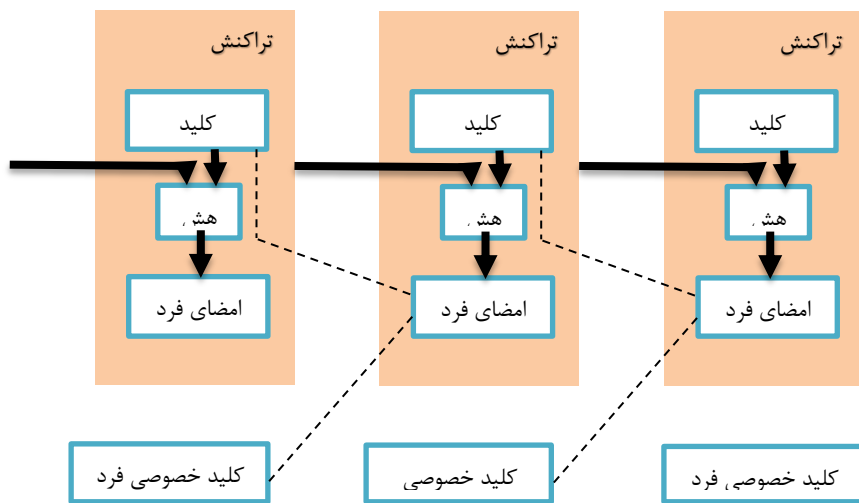 تراکنش
تراکنش
تراکنش
کلید
کلید
کلید
هش
هش
هش
امضای فرد
امضای فرد
امضای فرد
کلید خصوصی فرد
کلید خصوصی
کلید خصوصی فرد